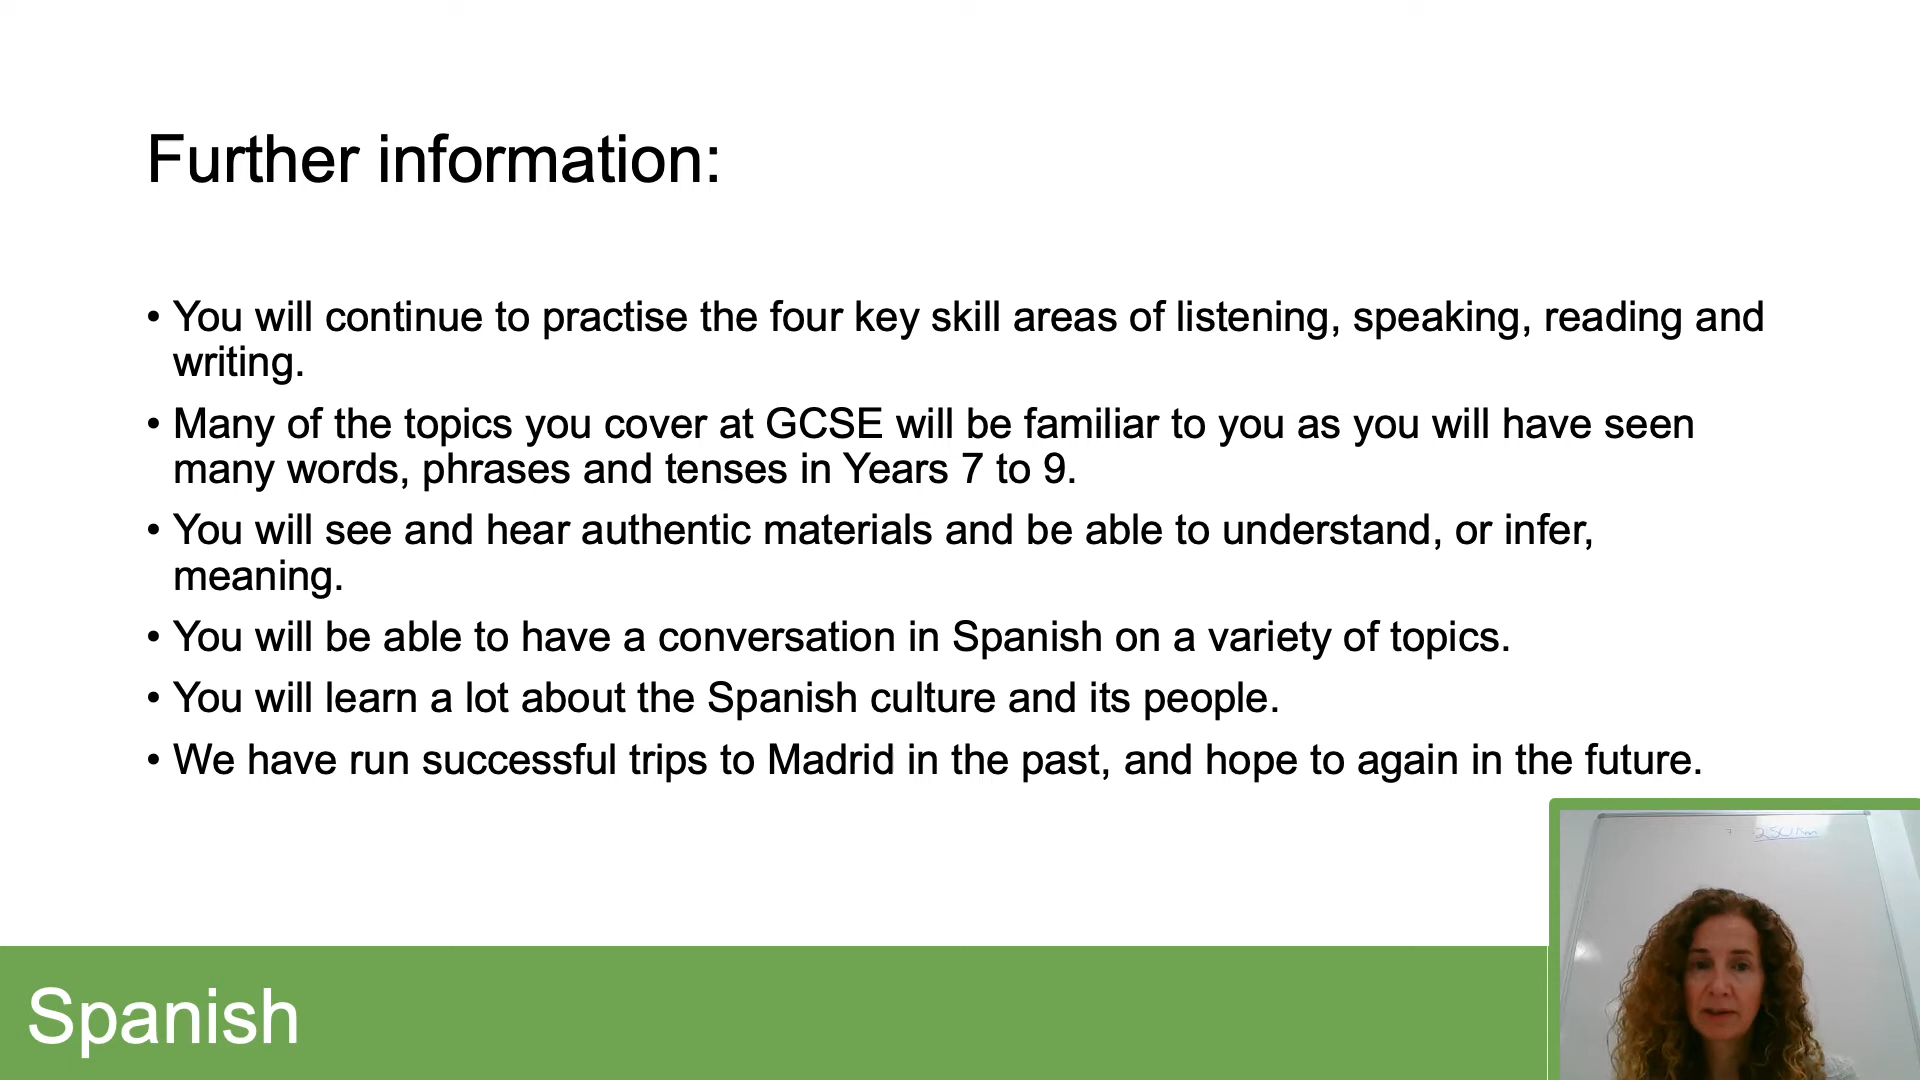 Further information:
• You will continue to practise the four key skill areas of listening, speaking, reading and
writing.
• Many of the topics you cover at GCSE will be familiar to you as you will have seen
many words, phrases and tenses in Years 7 to 9.
• You will see and hear authentic materials and be able to understand, or infer,
meaning.
• You will be able to have a conversation in Spanish on a variety of topics.
• You will learn a lot about the Spanish culture and its people.
• We have run successful trips to Madrid in the past, and hope to again in the future.
Spanish